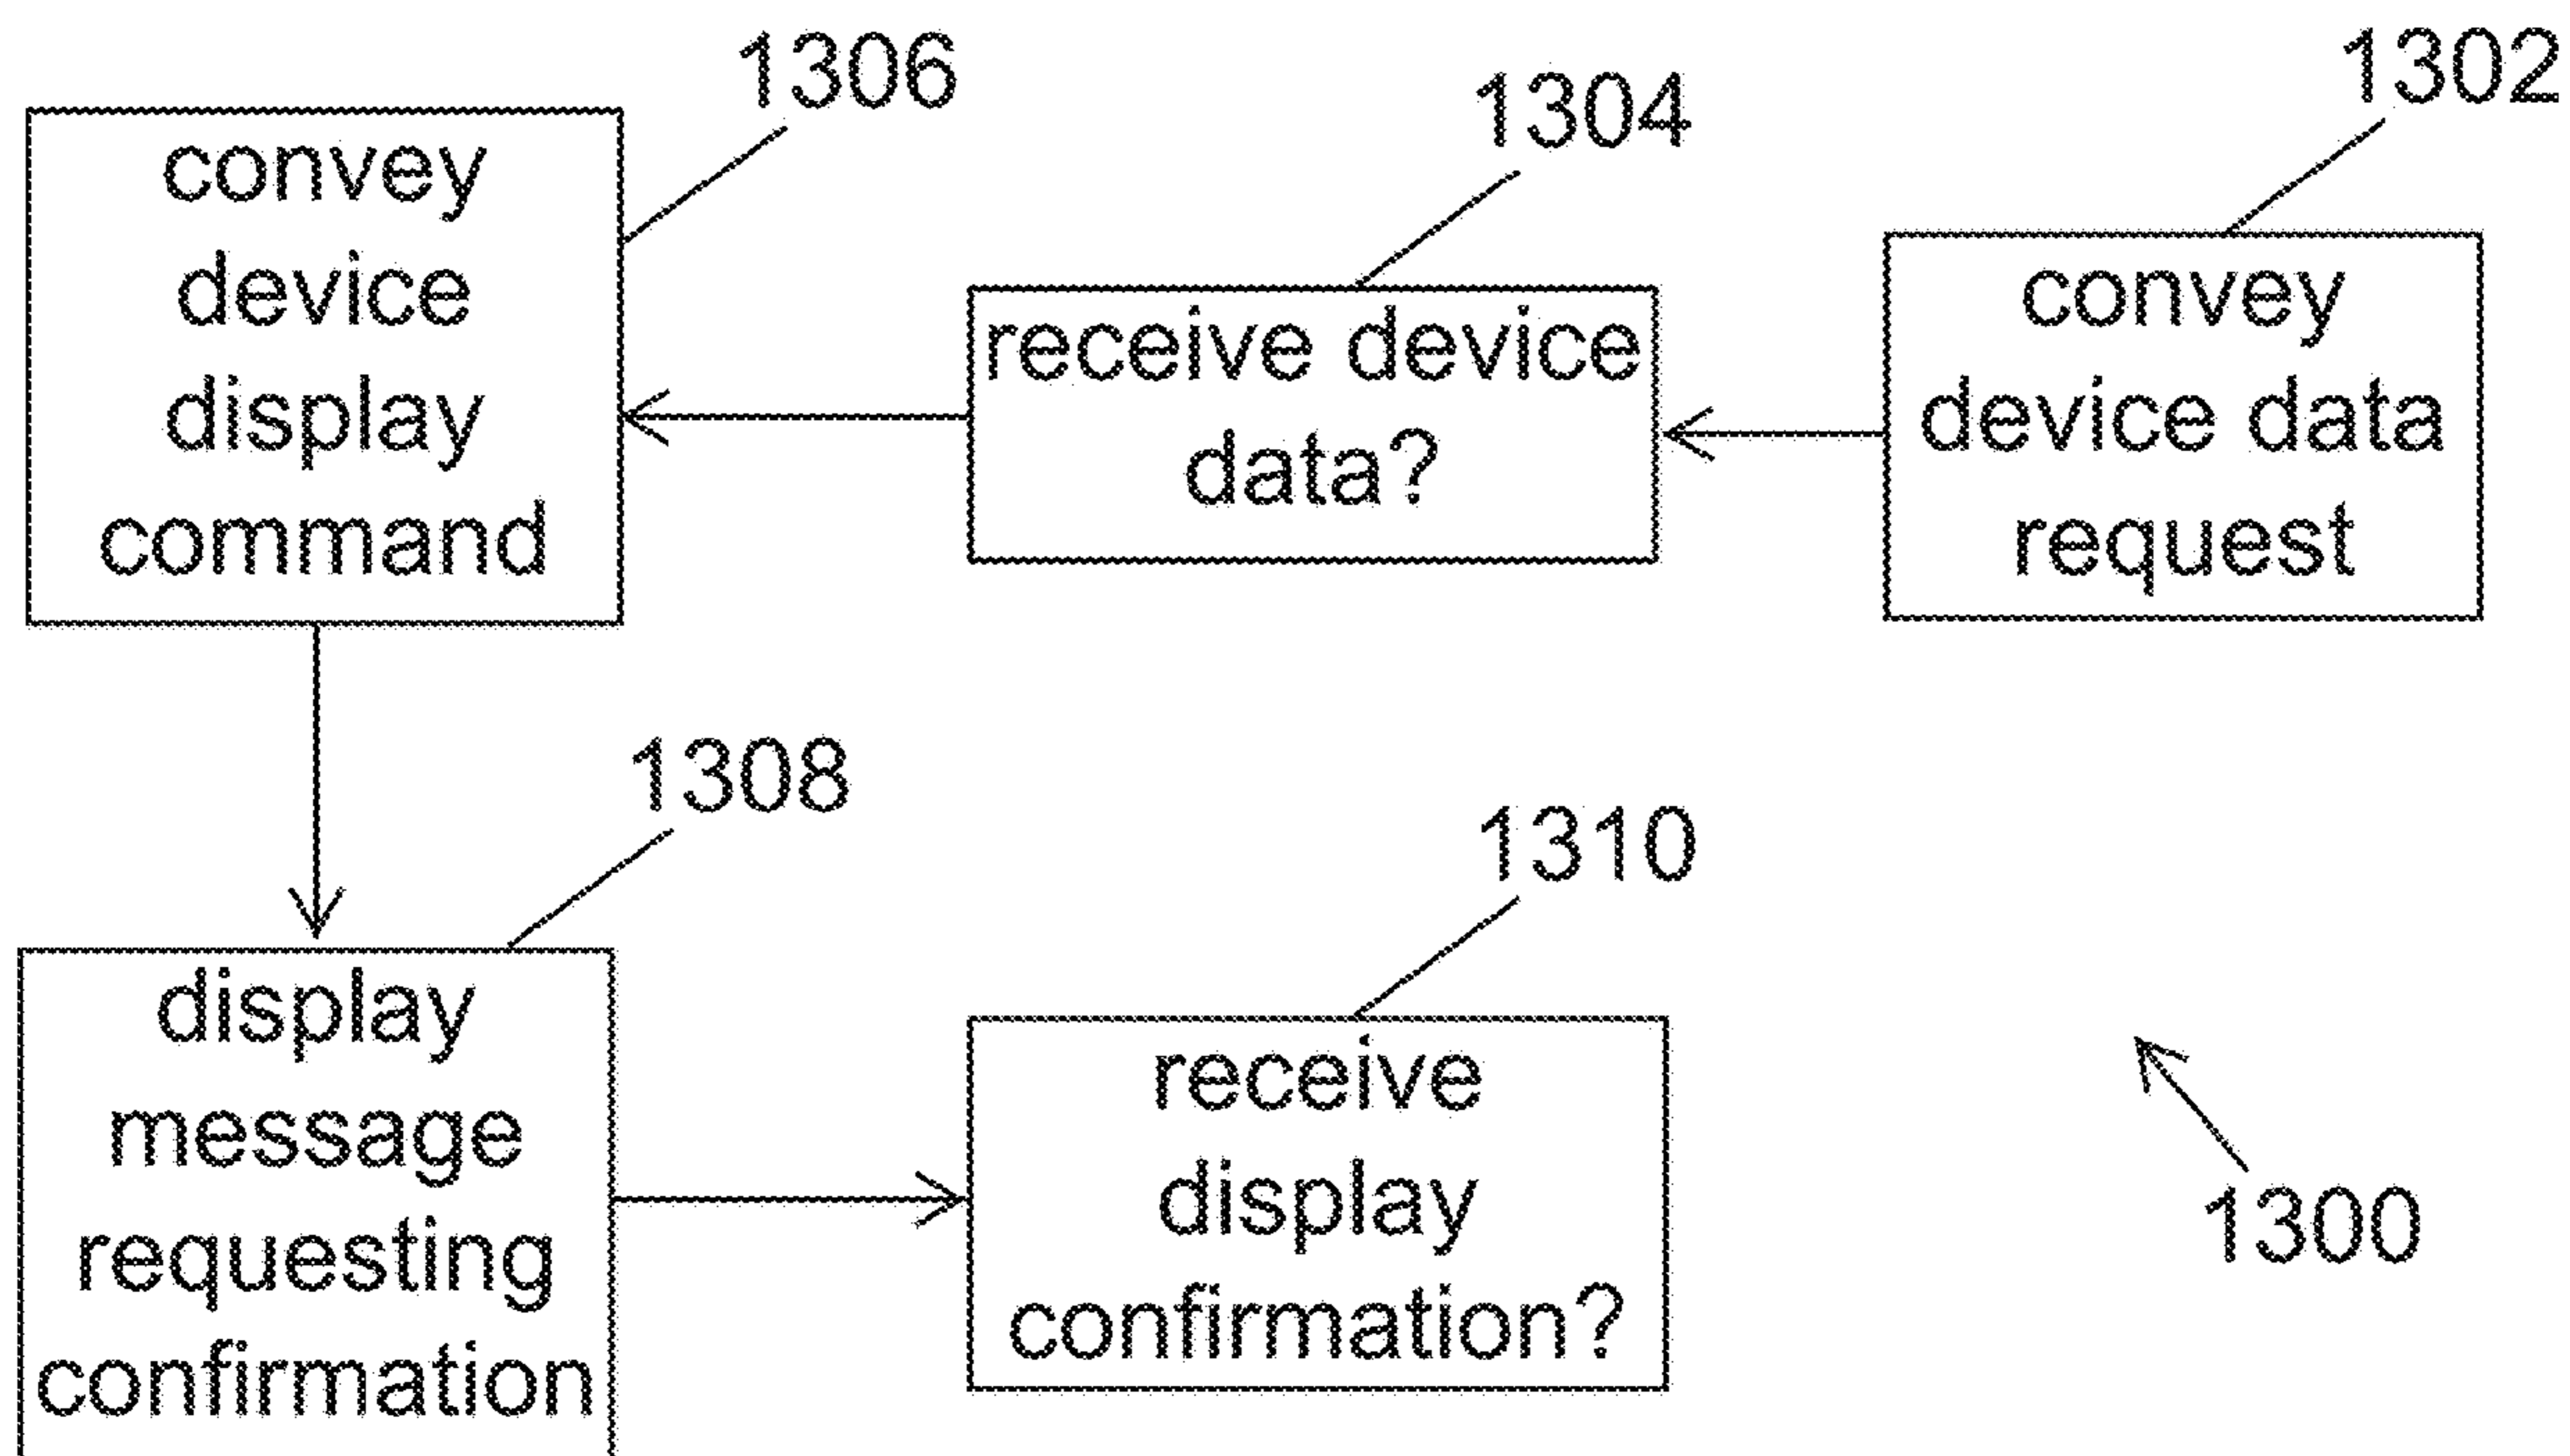 1306
convey
device
display
command
1304
receive device
data?
1302
convey
device data
request
1308
display
message
requesting
confirmation
1310
receive
display
confirmation?
1300